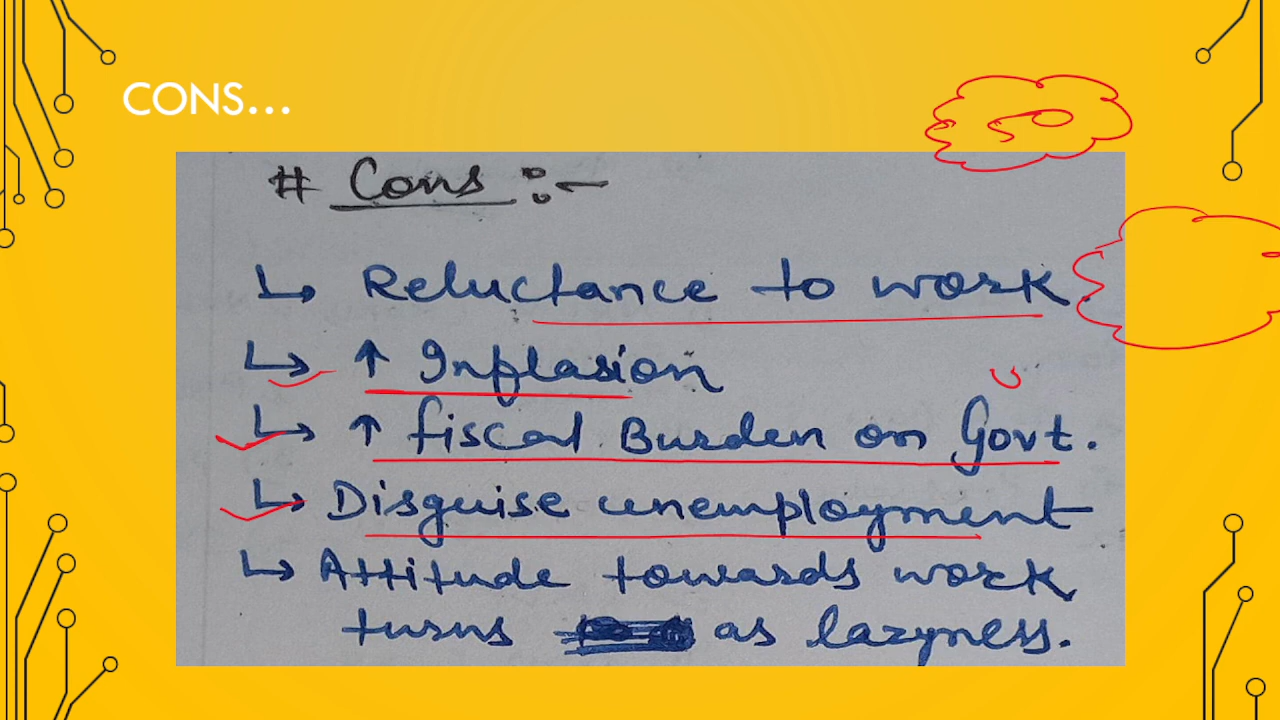 CONS...
# Cons :-
↳ Reluctance to work.
↳ ↑ Inflasion
↳ ↑ fiscal Burden on Govt.
↳ Disguise unemployment
↳ Attitude towards work
turns as lazyness.